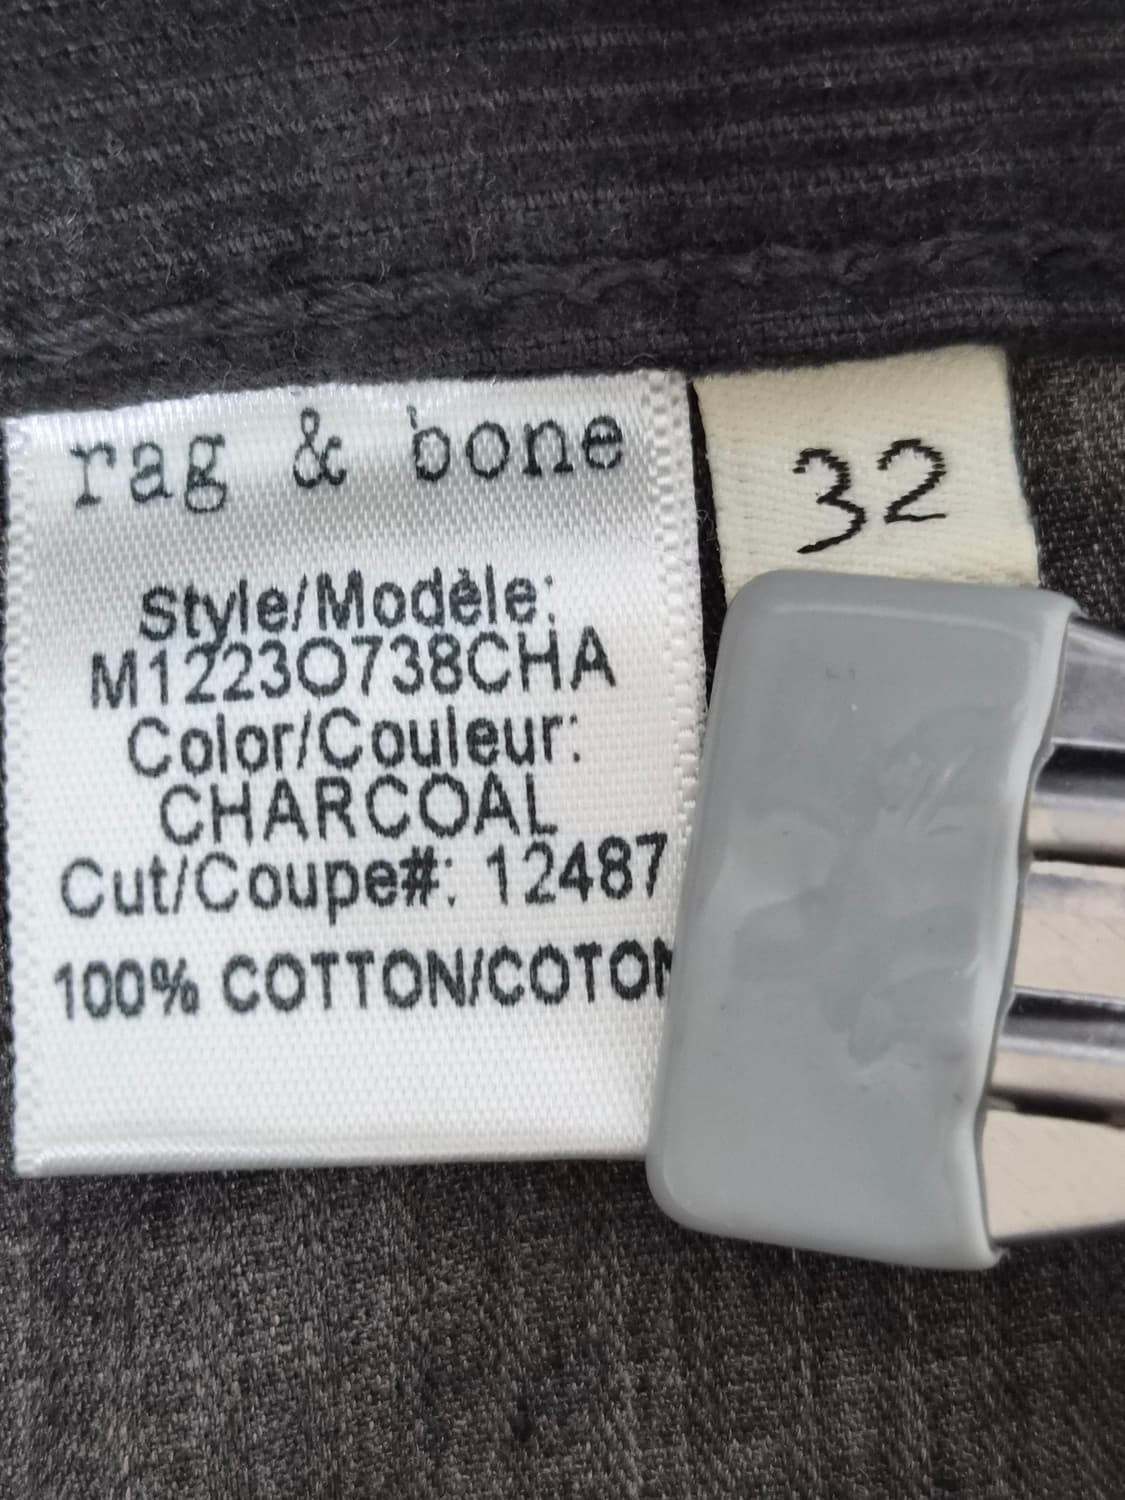 rag & bone
32
Style/Modèle:
M1223O738CHA
Color/Couleur:
CHARCOAL
Cut/Coupe#: 12487
100% COTTON/COTON